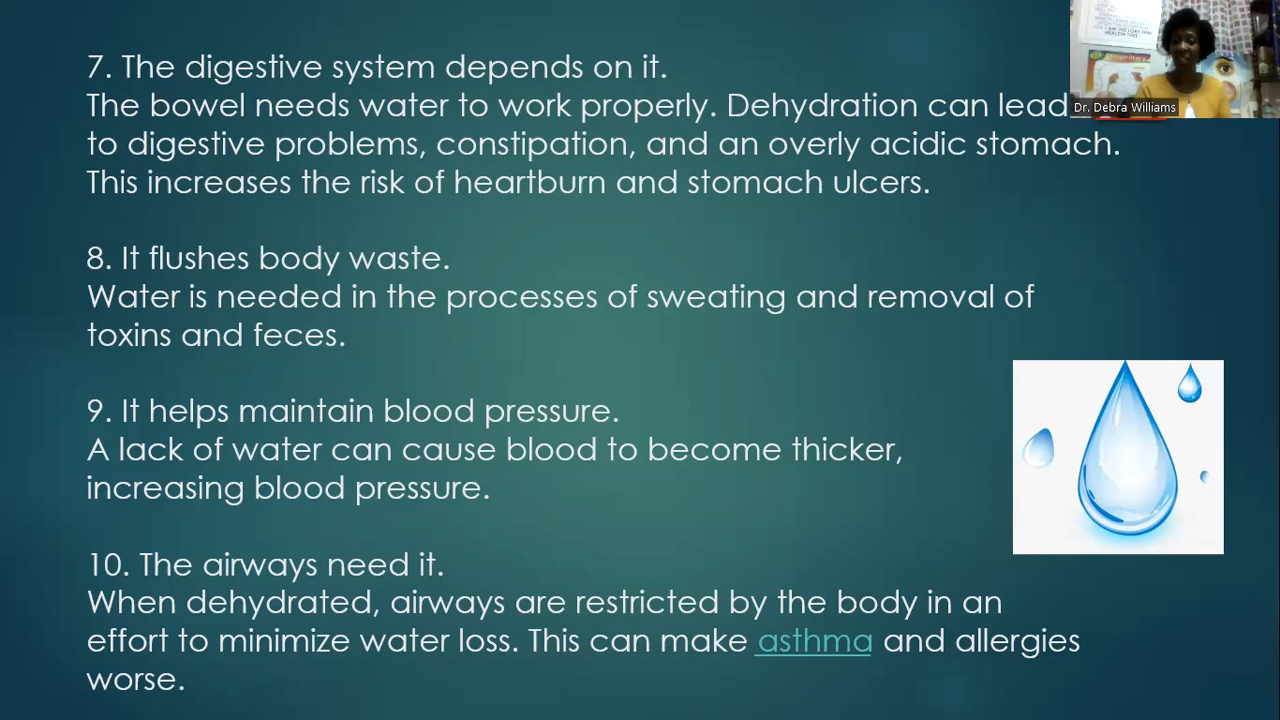 7. The digestive system depends on it.
The bowel needs water to work properly. Dehydration can lead
to digestive problems, constipation, and an overly acidic stomach.
This increases the risk of heartburn and stomach ulcers.
8. It flushes body waste.
Water is needed in the processes of sweating and removal of
toxins and feces.
9. It helps maintain blood pressure.
A lack of water can cause blood to become thicker,
increasing blood pressure.
10. The airways need it.
When dehydrated, airways are restricted by the body in an
effort to minimize water loss. This can make asthma and allergies
worse.
Dr. Debra Williams